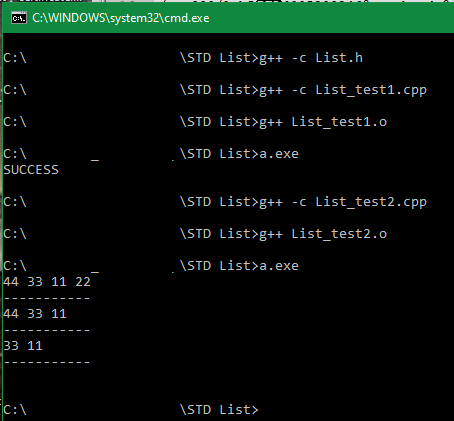 C:\WINDOWS\system32\cmd.exe
C:\ \STD List>g++ -c List.h
C:\ \STD List>g++ -c List_test1.cpp
C:\ \STD List>g++ List_test1.o
C:\ _ \STD List>a.exe
SUCCESS
C:\ \STD List>g++ -c List_test2.cpp
C:\ \STD List>g++ List_test2.o
C:\ _ \STD List>a.exe
44 33 11 22
-----------
44 33 11
-----------
33 11
-----------
C:\ \STD List>